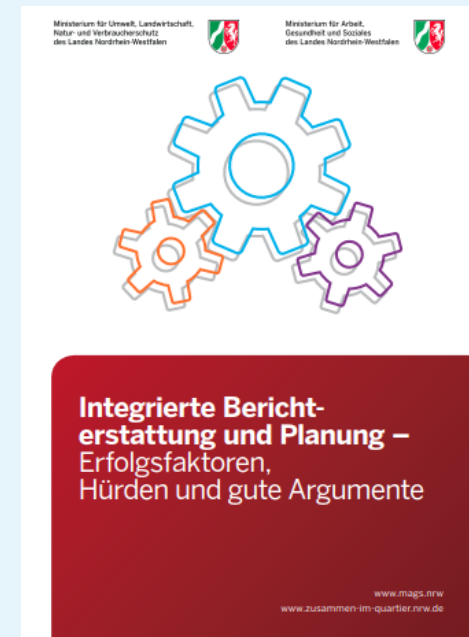 Ministerium für Umwelt, Landwirtschaft,
Natur- und Verbraucherschutz
des Landes Nordrhein-Westfalen
Ministerium für Arbeit,
Gesundheit und Soziales
des Landes Nordrhein-Westfalen
Integrierte Bericht-
erstattung und Planung –
Erfolgsfaktoren,
Hürden und gute Argumente
www.mags.nrw
www.zusammen-im-quartier.nrw.de